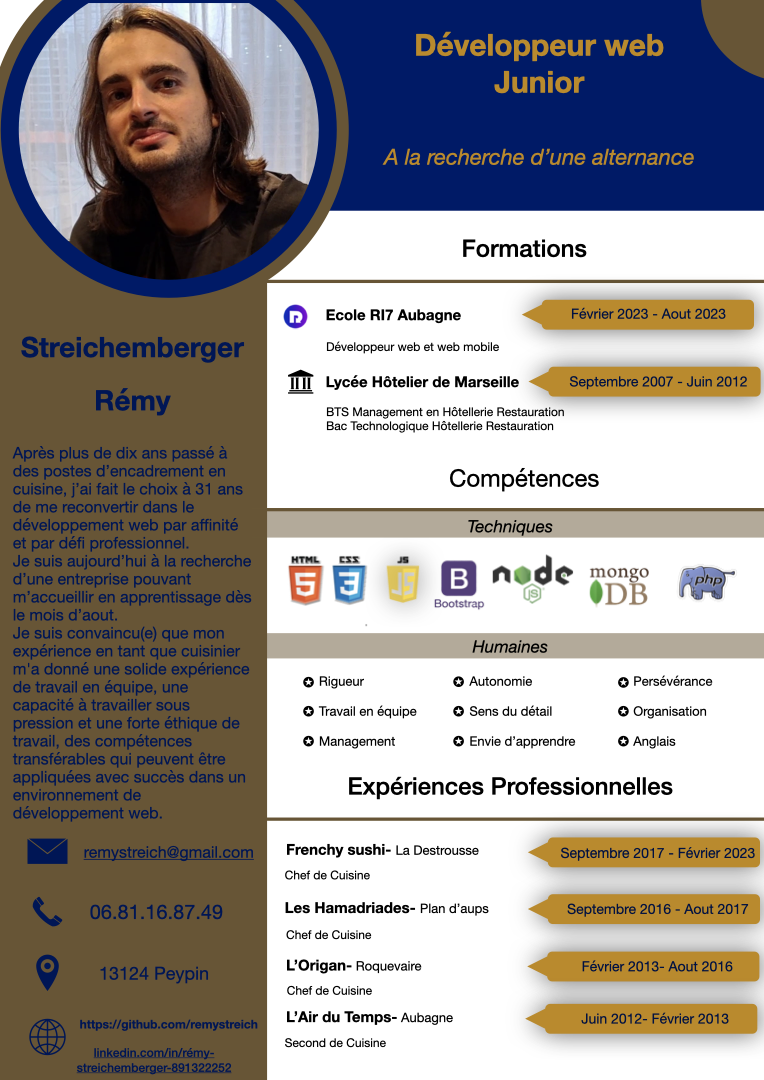 Développeur web
Junior
A la recherche d'une alternance
Streichemberger
Rémy
Après plus de dix ans passé à
des postes d'encadrement en
cuisine, j'ai fait le choix à 31 ans
de me reconvertir dans le
développement web par affinité
et par défi professionnel.
Je suis aujourd'hui à la recherche
d'une entreprise pouvant
m'accueillir en apprentissage dès
le mois d'aout.
Je suis convaincu(e) que mon
expérience en tant que cuisinier
m'a donné une solide expérience
de travail en équipe, une
capacité à travailler sous
pression et une forte éthique de
travail, des compétences
transférables qui peuvent être
appliquées avec succès dans un
environnement de
développement web.
remystreich@gmail.com
06.81.16.87.49
13124 Peypin
https://github.com/remystreich
linkedin.com/in/rémy-
streichemberger-891322252
Formations
Ecole RI7 Aubagne
Février 2023 - Aout 2023
Développeur web et web mobile
Lycée Hôtelier de Marseille
Septembre 2007 - Juin 2012
BTS Management en Hôtellerie Restauration
Bac Technologique Hôtellerie Restauration
Compétences
Techniques
HTML 5
CSS 3
JS JS
B Bootstrap
node JS
mongo DB
php
Humaines
Rigueur
Autonomie
Persévérance
Travail en équipe
Sens du détail
Organisation
Management
Envie d'apprendre
Anglais
Expériences Professionnelles
Frenchy sushi- La Destrousse
Septembre 2017 - Février 2023
Chef de Cuisine
Les Hamadriades- Plan d'aups
Septembre 2016 - Aout 2017
Chef de Cuisine
L'Origan- Roquevaire
Février 2013- Aout 2016
Chef de Cuisine
L'Air du Temps- Aubagne
Juin 2012- Février 2013
Second de Cuisine